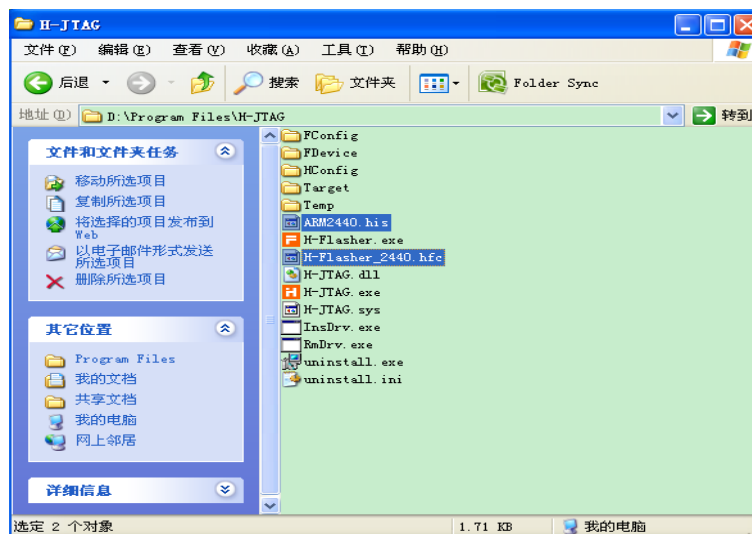 H-JTAG
文件(F) 编辑(E) 查看(V) 收藏(A) 工具(T) 帮助(H)
后退 搜索 文件夹 Folder Sync
地址(D) D:\Program Files\H-JTAG 转到
文件和文件夹任务
移动所选项目
复制所选项目
将选择的项目发布到
Web
以电子邮件形式发送
所选项目
删除所选项目
其它位置
Program Files
我的文档
共享文档
我的电脑
网上邻居
详细信息
FConfig
FDevice
HConfig
Target
Temp
ARM2440.his
H-Flasher.exe
H-Flasher_2440.hfc
H-JTAG.dll
H-JTAG.exe
H-JTAG.sys
InsDrv.exe
RmDrv.exe
uninstall.exe
uninstall.ini
选定 2 个对象 1.71 KB 我的电脑